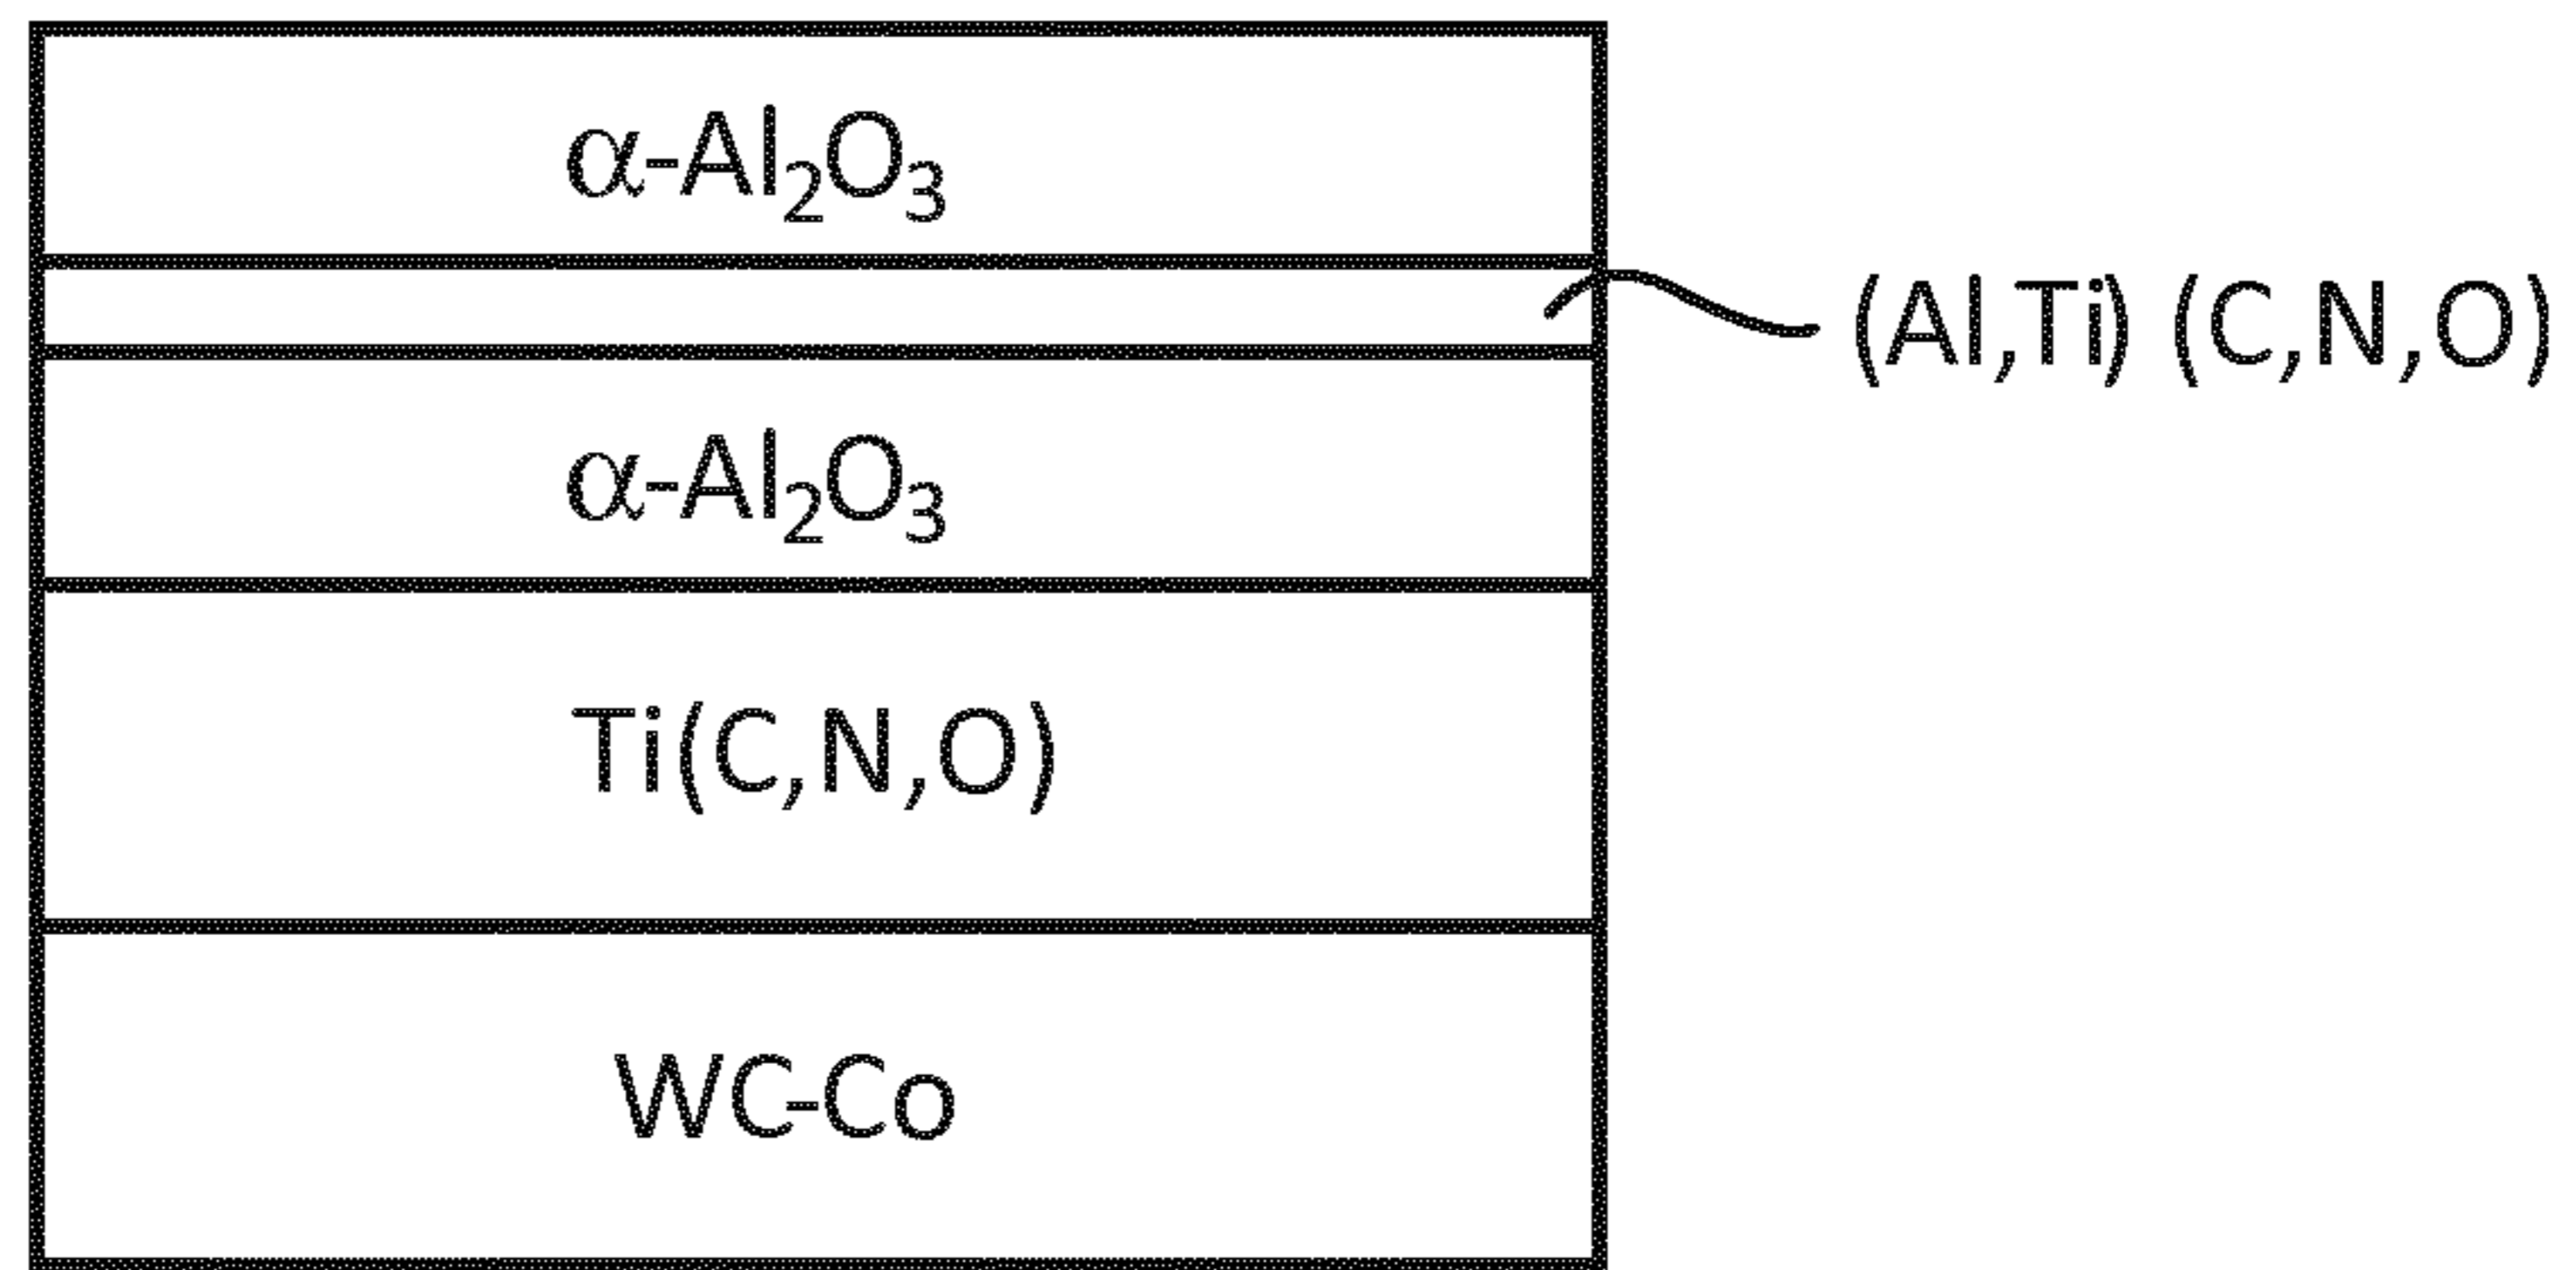 α-Al₂O₃
(Al,Ti) (C,N,O)
α-Al₂O₃
Ti(C,N,O)
WC-Co